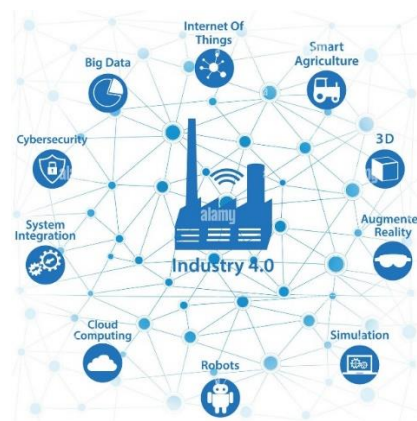 Internet Of
Things
Smart
Agriculture
Big Data
Cybersecurity
3D
alamy
System
Integration
Augmente
Reality
Industry 4.0
Cloud
Computing
Simulation
Robots